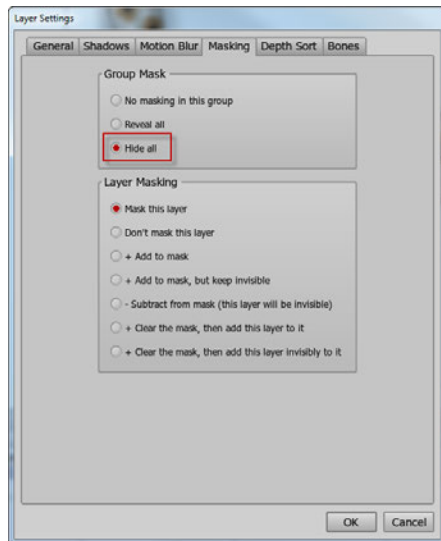 Layer Settings
General Shadows Motion Blur Masking Depth Sort Bones
Group Mask
No masking in this group
Reveal all
Hide all
Layer Masking
Mask this layer
Don't mask this layer
+ Add to mask
+ Add to mask, but keep invisible
- Subtract from mask (this layer will be invisible)
+ Clear the mask, then add this layer to it
+ Clear the mask, then add this layer invisibly to it
OK Cancel